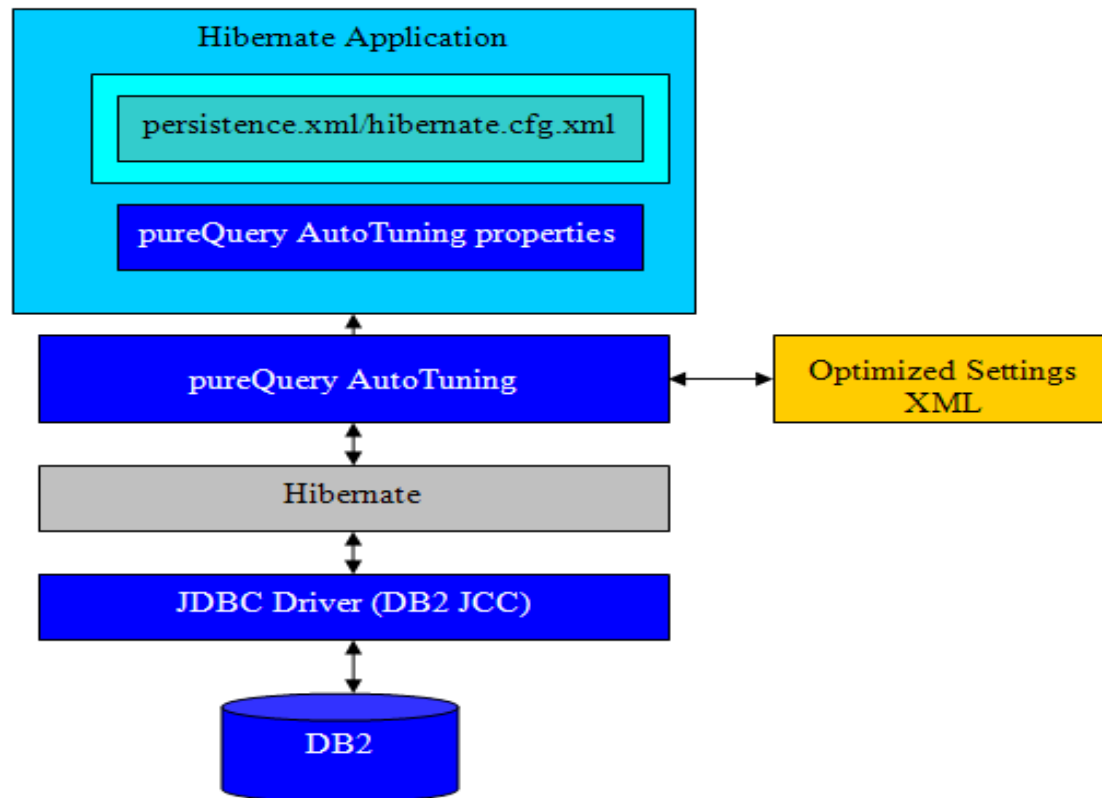 Hibernate Application
persistence.xml/hibernate.cfg.xml
pureQuery AutoTuning properties
pureQuery AutoTuning
Optimized Settings
XML
Hibernate
JDBC Driver (DB2 JCC)
DB2